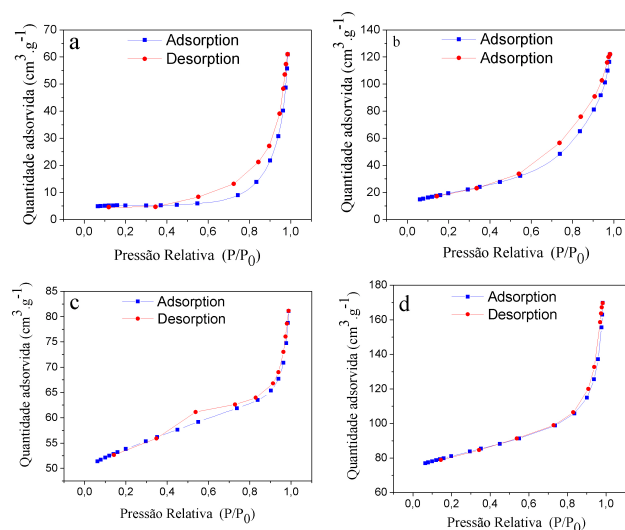 a
Adsorption
Desorption
Quantidade adsorvida (cm3.g-1)
70
60
50
40
30
20
10
0
0,0 0,2 0,4 0,6 0,8 1,0
Pressão Relativa (P/P0)
b
Adsorption
Adsorption
Quantidade adsorvida (cm3.g-1)
140
120
100
80
60
40
20
0
0,0 0,2 0,4 0,6 0,8 1,0
Pressão Relativa (P/P0)
c
Adsorption
Desorption
Quantidade adsorvida (cm3.g-1)
85
80
75
70
65
60
55
50
0,0 0,2 0,4 0,6 0,8 1,0
Pressão Relativa (P/P0)
d
Adsorption
Desorption
Quantidade adsorvida (cm3.g-1)
180
160
140
120
100
80
60
0,0 0,2 0,4 0,6 0,8 1,0
Pressão Relativa (P/P0)